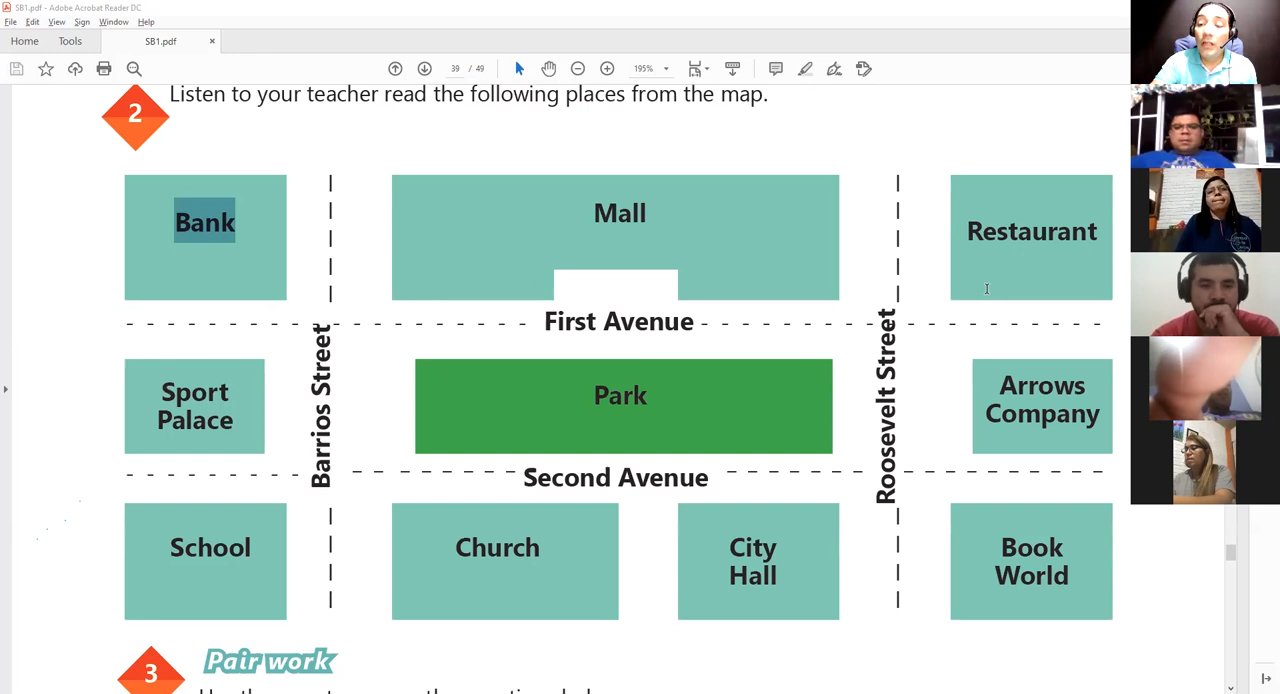 SB1.pdf - Adobe Acrobat Reader DC
File Edit View Sign Window Help
Home Tools SB1.pdf ×
39 / 49 195%
2 Listen to your teacher read the following places from the map.
Bank
Mall
Restaurant
First Avenue
Barrios Street
Roosevelt Street
Sport
Palace
Park
Arrows
Company
Second Avenue
School
Church
City
Hall
Book
World
3 Pair work